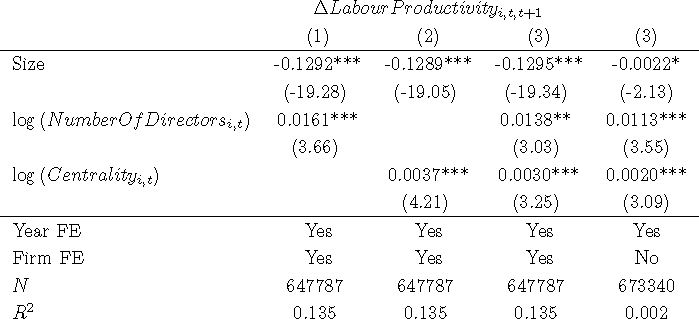 ΔLabourProductivity_{i,t,t+1}
(1) (2) (3) (3)
Size -0.1292*** -0.1289*** -0.1295*** -0.0022*
(-19.28) (-19.05) (-19.34) (-2.13)
log (NumberOfDirectors_{i,t}) 0.0161*** 0.0138** 0.0113***
(3.66) (3.03) (3.55)
log (Centrality_{i,t}) 0.0037*** 0.0030*** 0.0020***
(4.21) (3.25) (3.09)
Year FE Yes Yes Yes Yes
Firm FE Yes Yes Yes No
N 647787 647787 647787 673340
R² 0.135 0.135 0.135 0.002